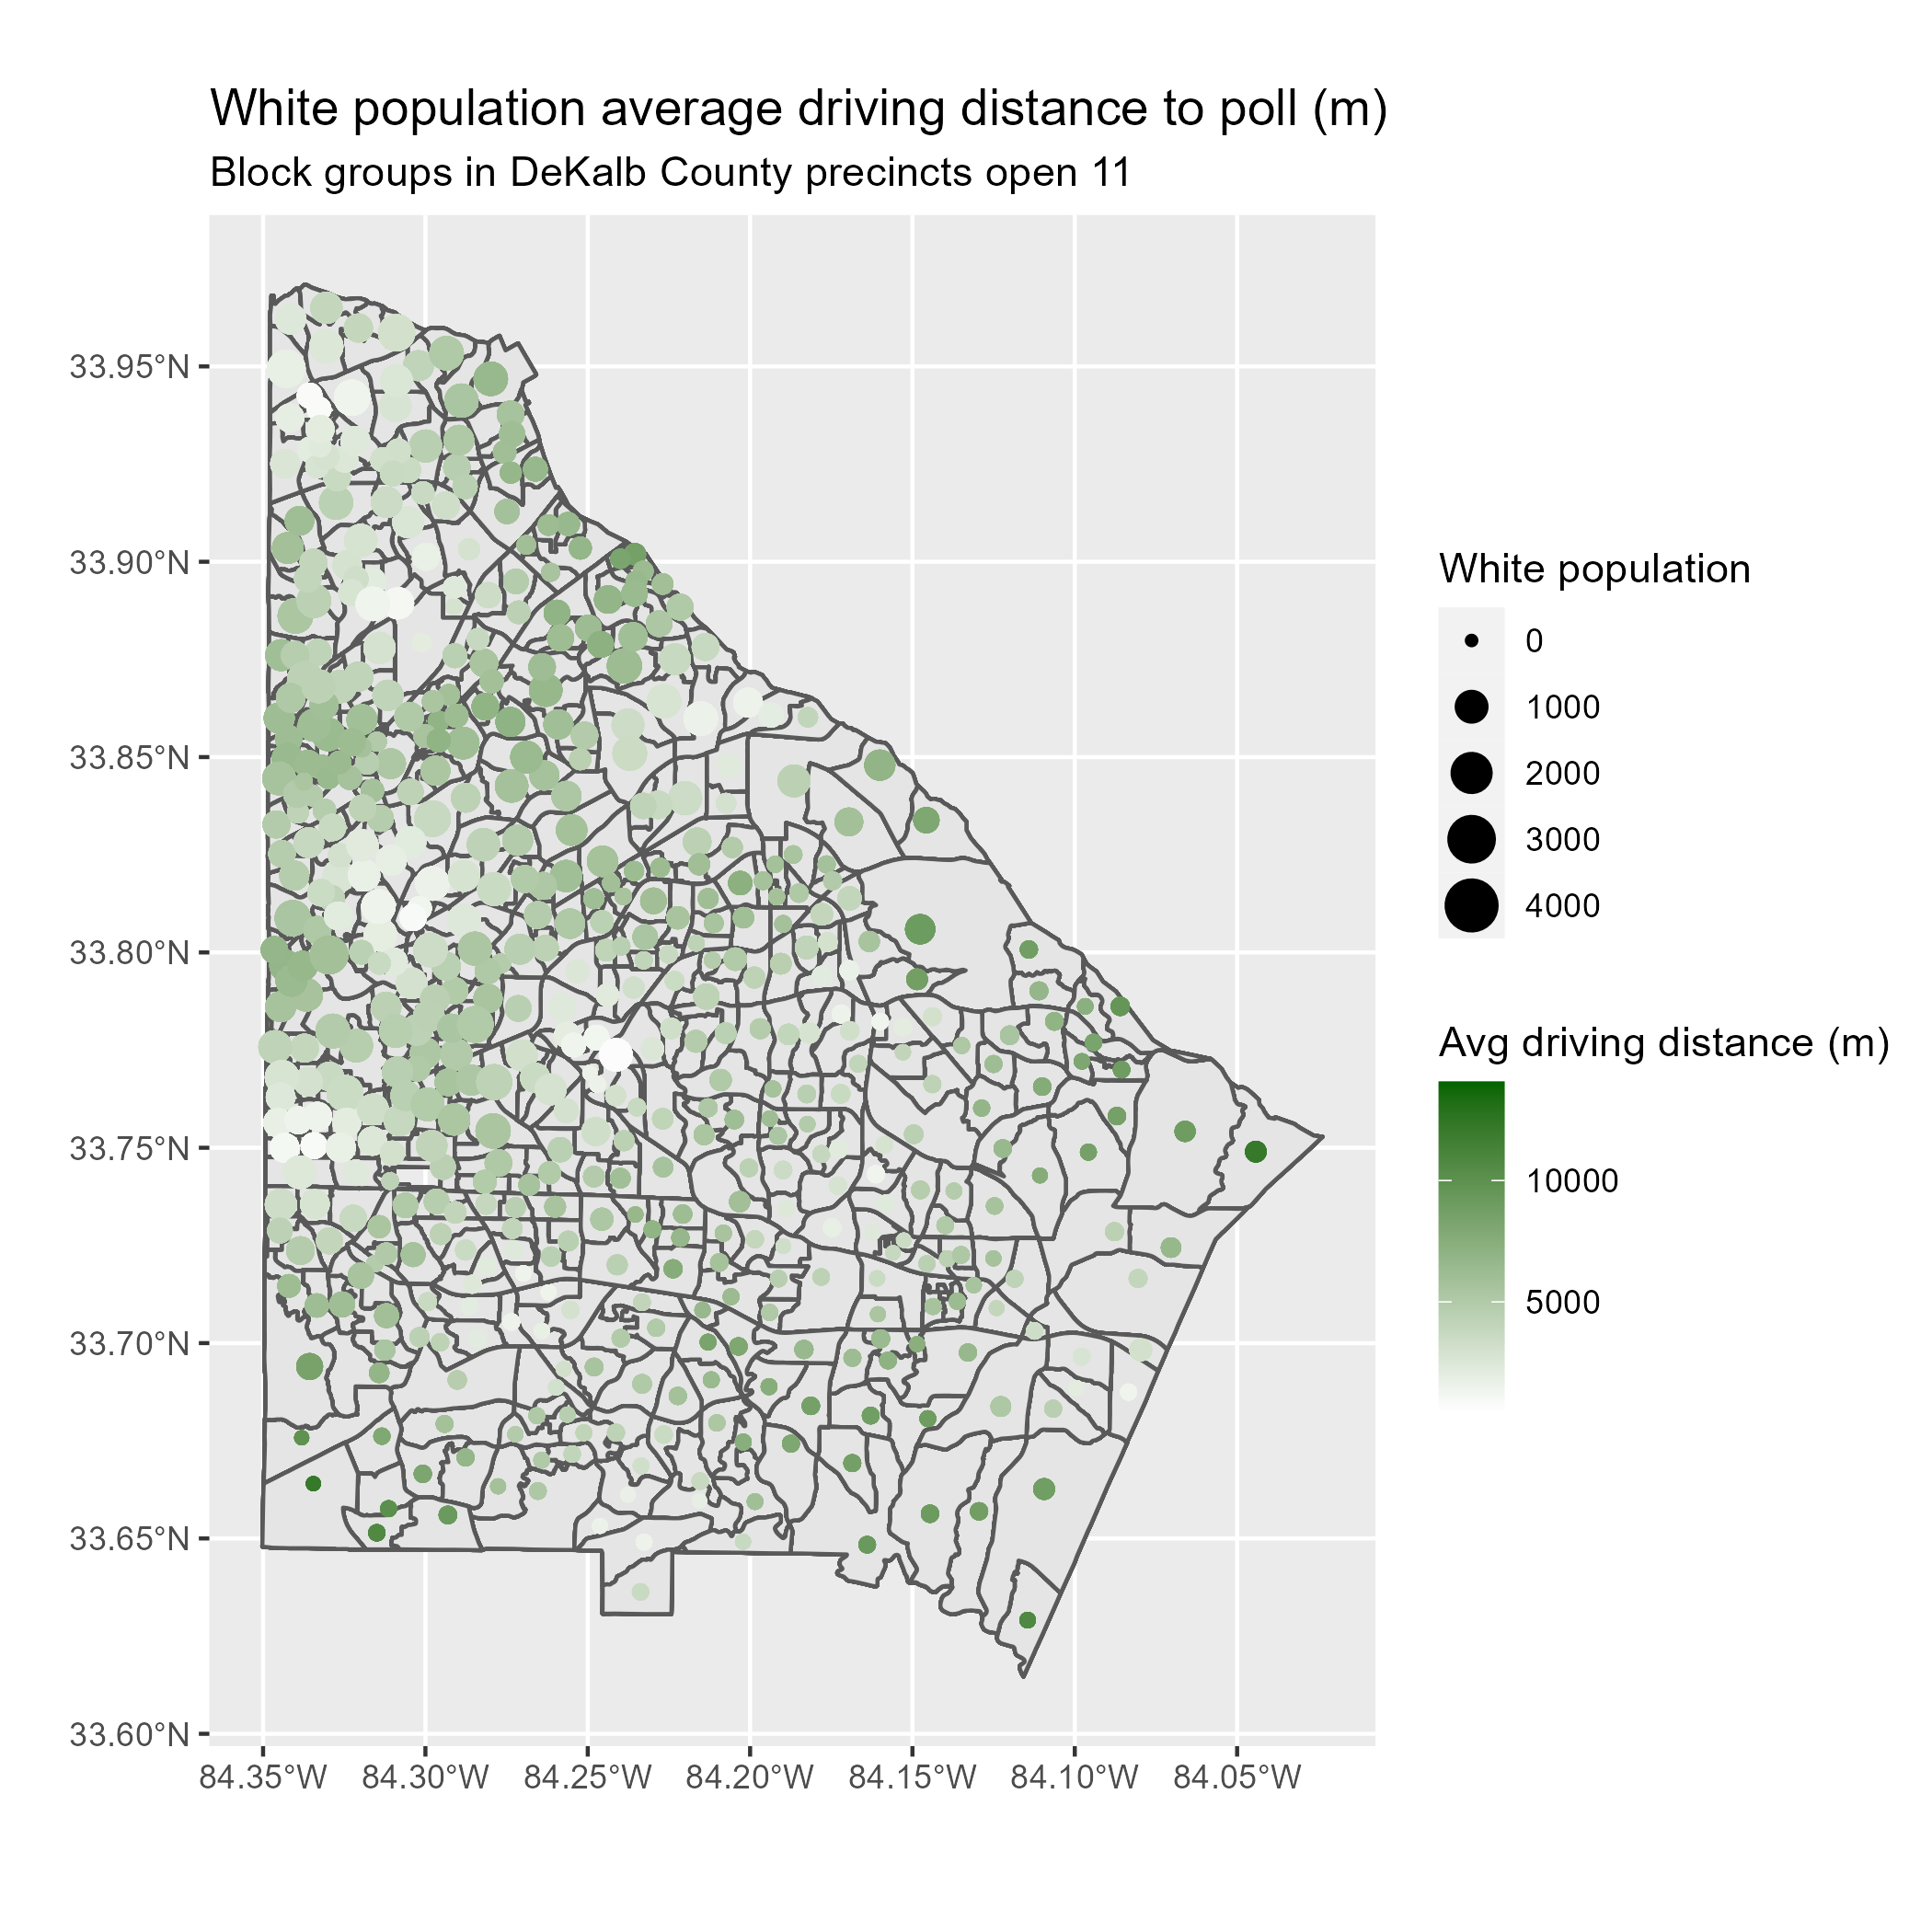 White population average driving distance to poll (m)
Block groups in DeKalb County precincts open 11
33.95°N
33.90°N
33.85°N
33.80°N
33.75°N
33.70°N
33.65°N
33.60°N
84.35°W
84.30°W
84.25°W
84.20°W
84.15°W
84.10°W
84.05°W
White population
0
1000
2000
3000
4000
Avg driving distance (m)
10000
5000